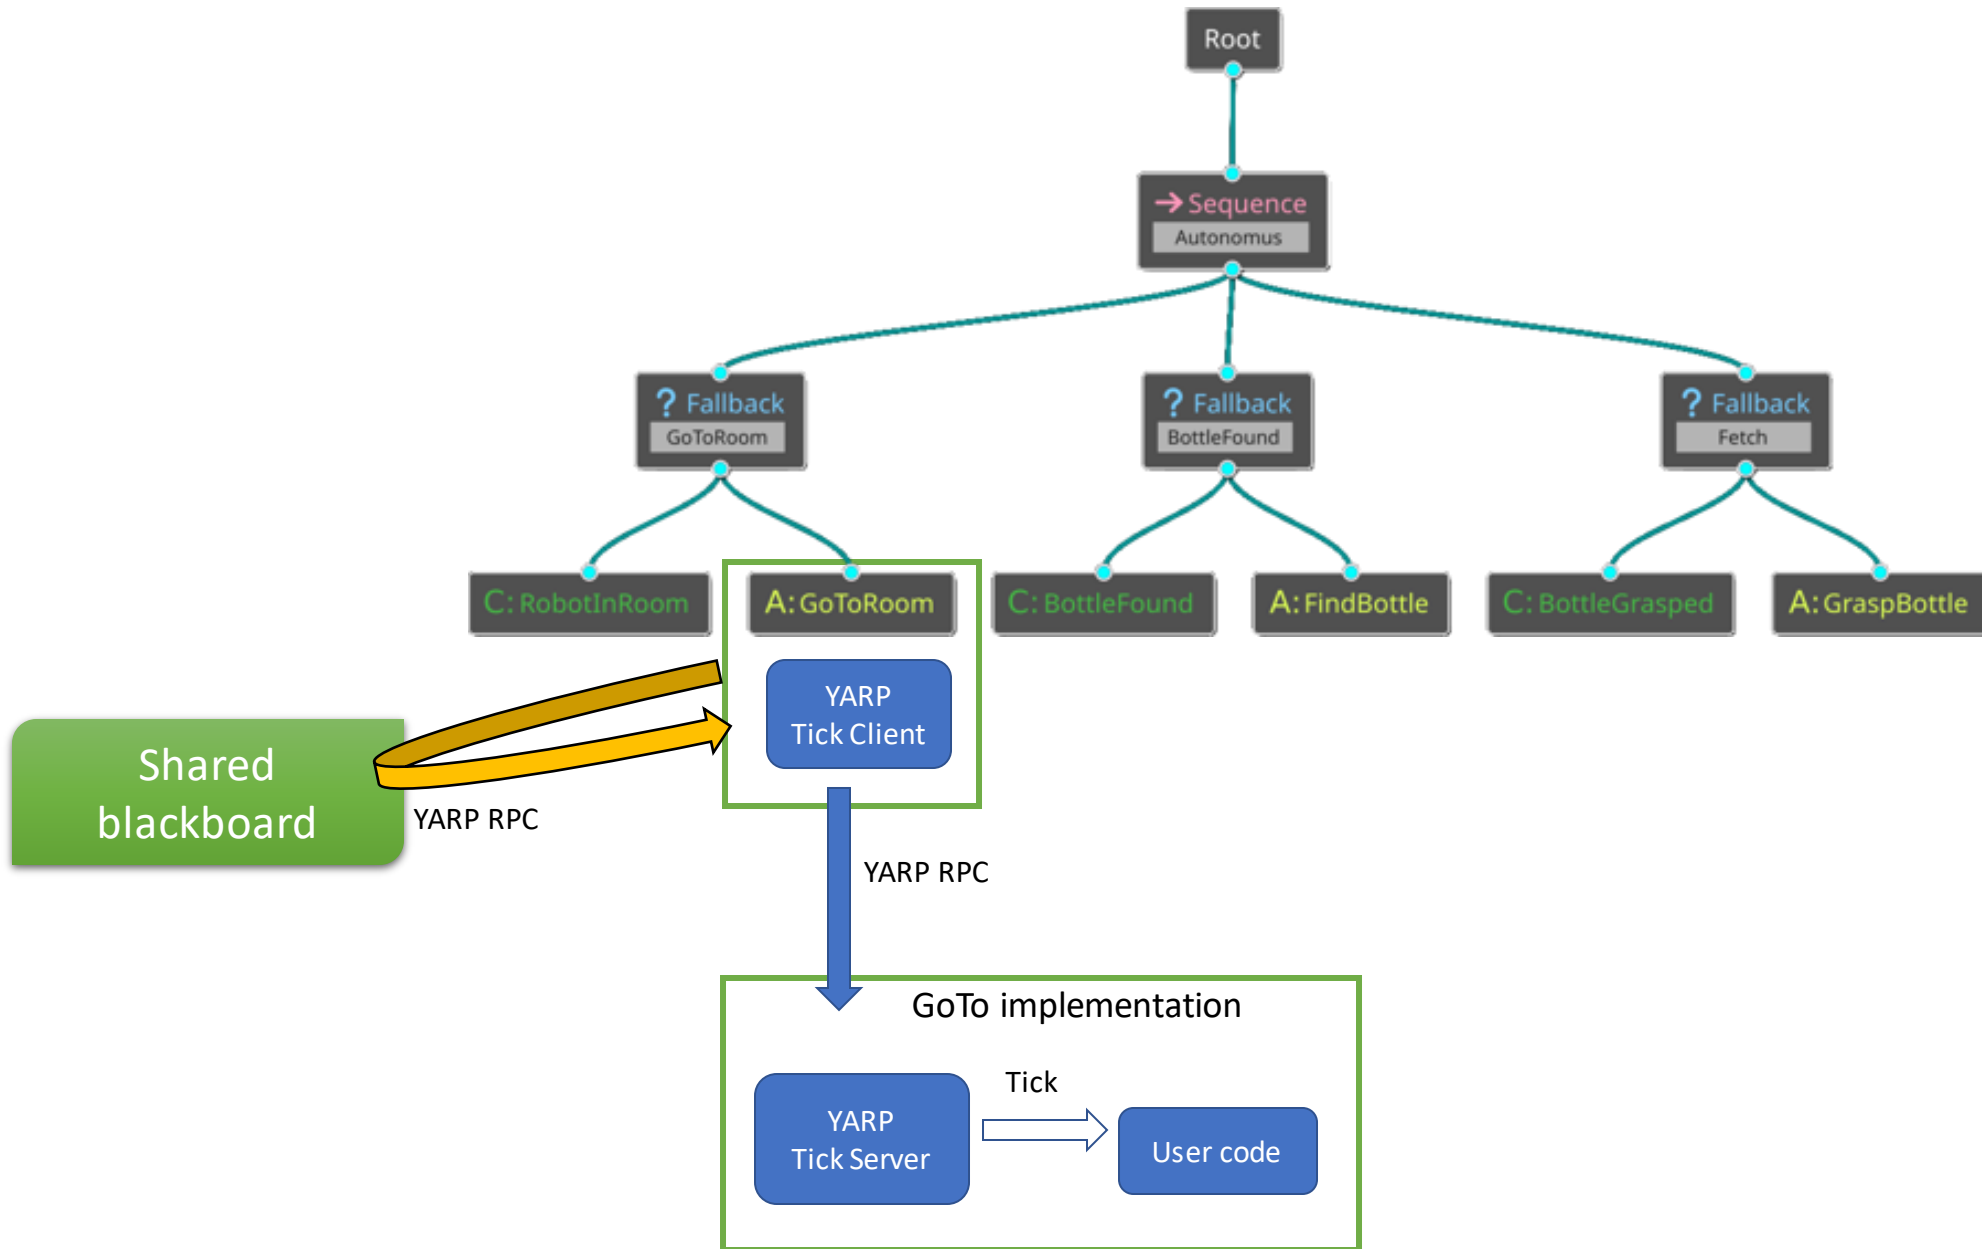 Root
→ Sequence
Autonomus
? Fallback
GoToRoom
? Fallback
BottleFound
? Fallback
Fetch
C: RobotInRoom
A: GoToRoom
C: BottleFound
A: FindBottle
C: BottleGrasped
A: GraspBottle
YARP
Tick Client
Shared
blackboard
YARP RPC
YARP RPC
GoTo implementation
Tick
YARP
Tick Server
User code